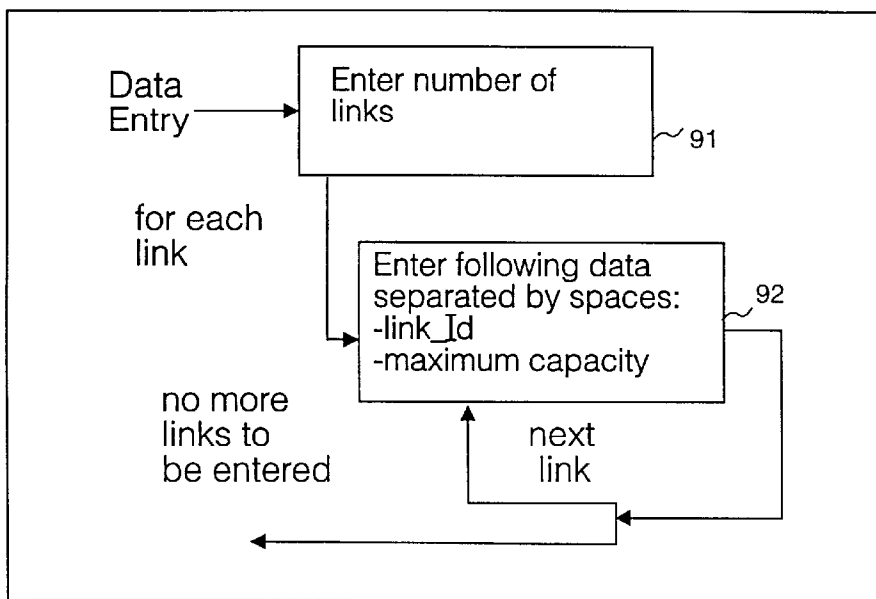 Data
Entry
Enter number of
links
91
for each
link
Enter following data
separated by spaces:
-link_Id
-maximum capacity
92
no more
links to
be entered
next
link